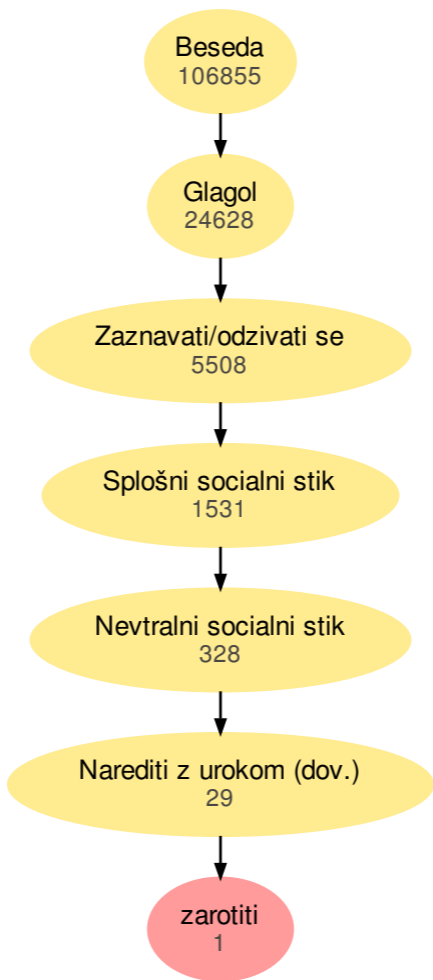 Beseda
106855
Glagol
24628
Zaznavati/odzivati se
5508
Splošni socialni stik
1531
Nevtralni socialni stik
328
Narediti z urokom (dov.)
29
zarotiti
1